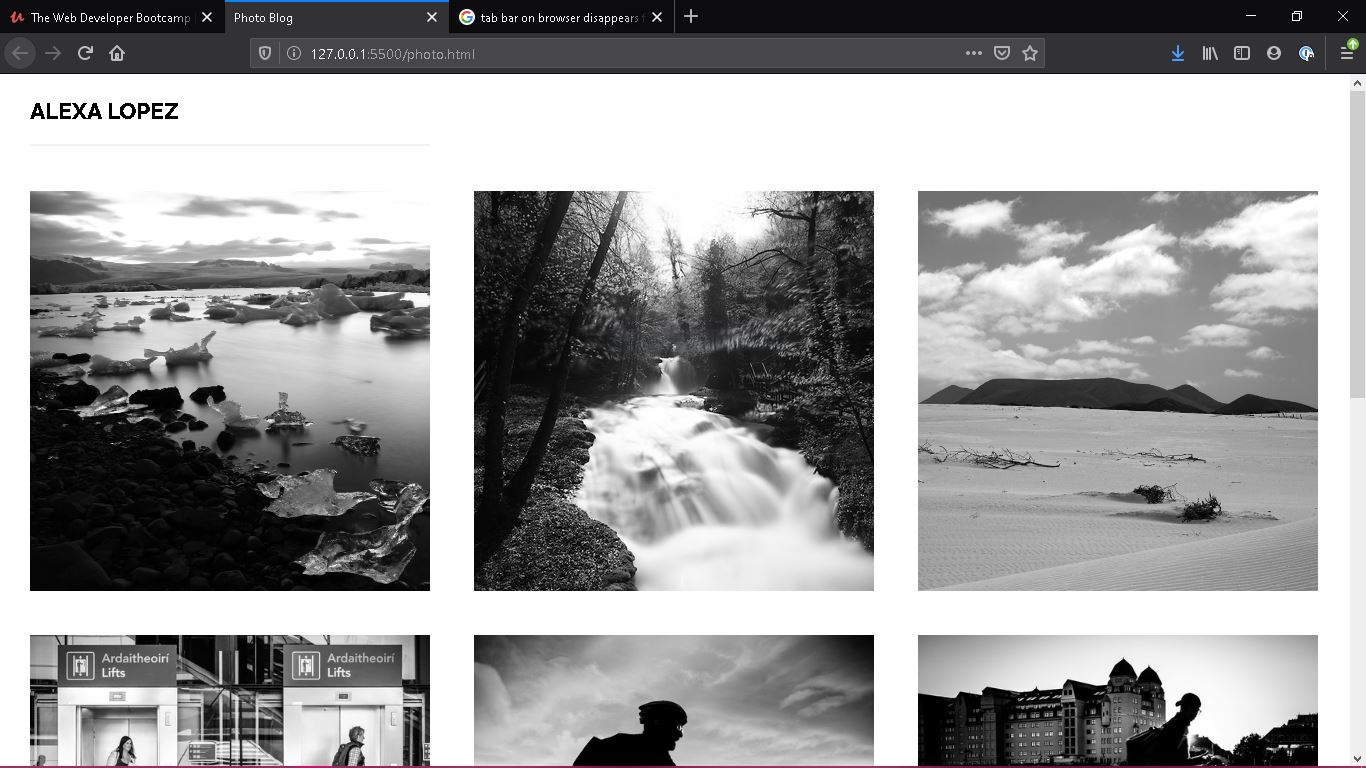 The Web Developer Bootcamp
Photo Blog
tab bar on browser disappears
127.0.0.1:5500/photo.html
ALEXA LOPEZ
Ardaitheoirí
Lifts
Ardaitheoirí
Lifts